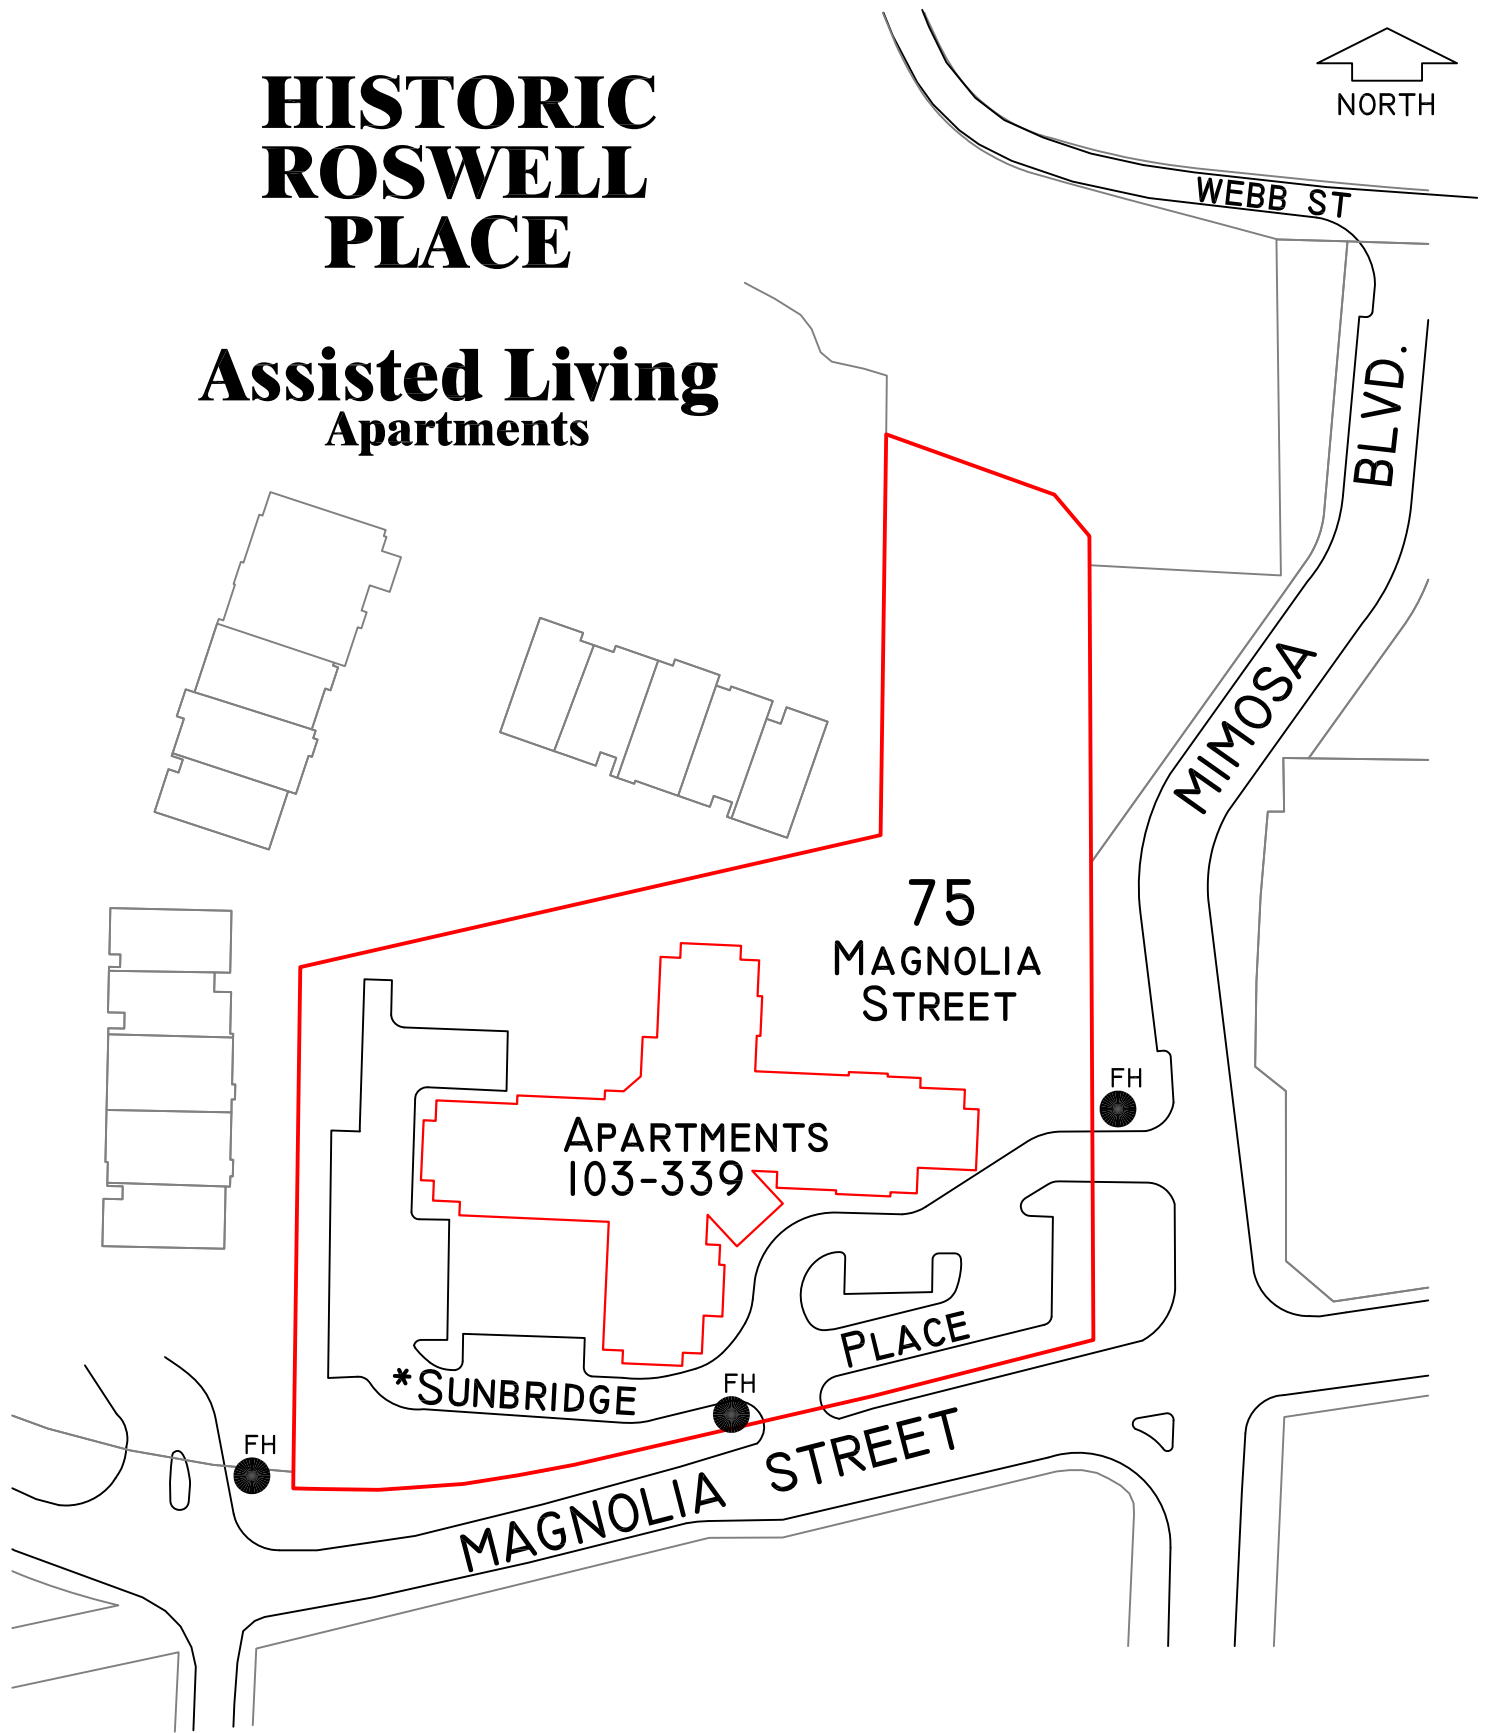 HISTORIC
ROSWELL
PLACE
NORTH
WEBB ST
Assisted Living
Apartments
MIMOSA BLVD.
75
MAGNOLIA
STREET
FH
APARTMENTS
103-339
PLACE
*SUNBRIDGE
FH
FH
MAGNOLIA STREET